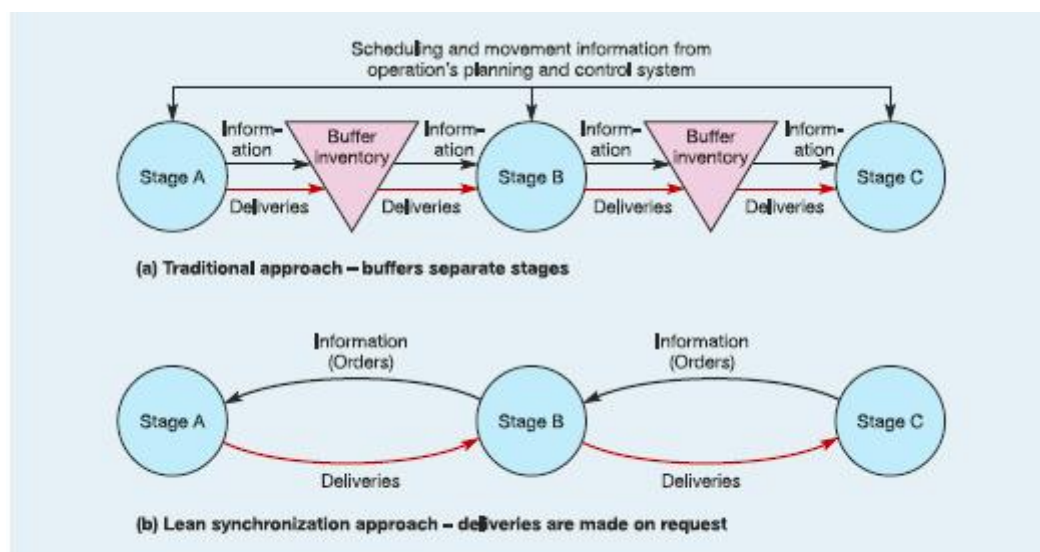 Scheduling and movement information from
operation's planning and control system
Inform-
ation
Buffer
inventory
Inform-
ation
Inform-
ation
Buffer
inventory
Inform-
ation
Stage A
Stage B
Stage C
Deliveries
Deliveries
Deliveries
Deliveries
(a) Traditional approach – buffers separate stages
Information
(Orders)
Information
(Orders)
Stage A
Stage B
Stage C
Deliveries
Deliveries
(b) Lean synchronization approach – deliveries are made on request